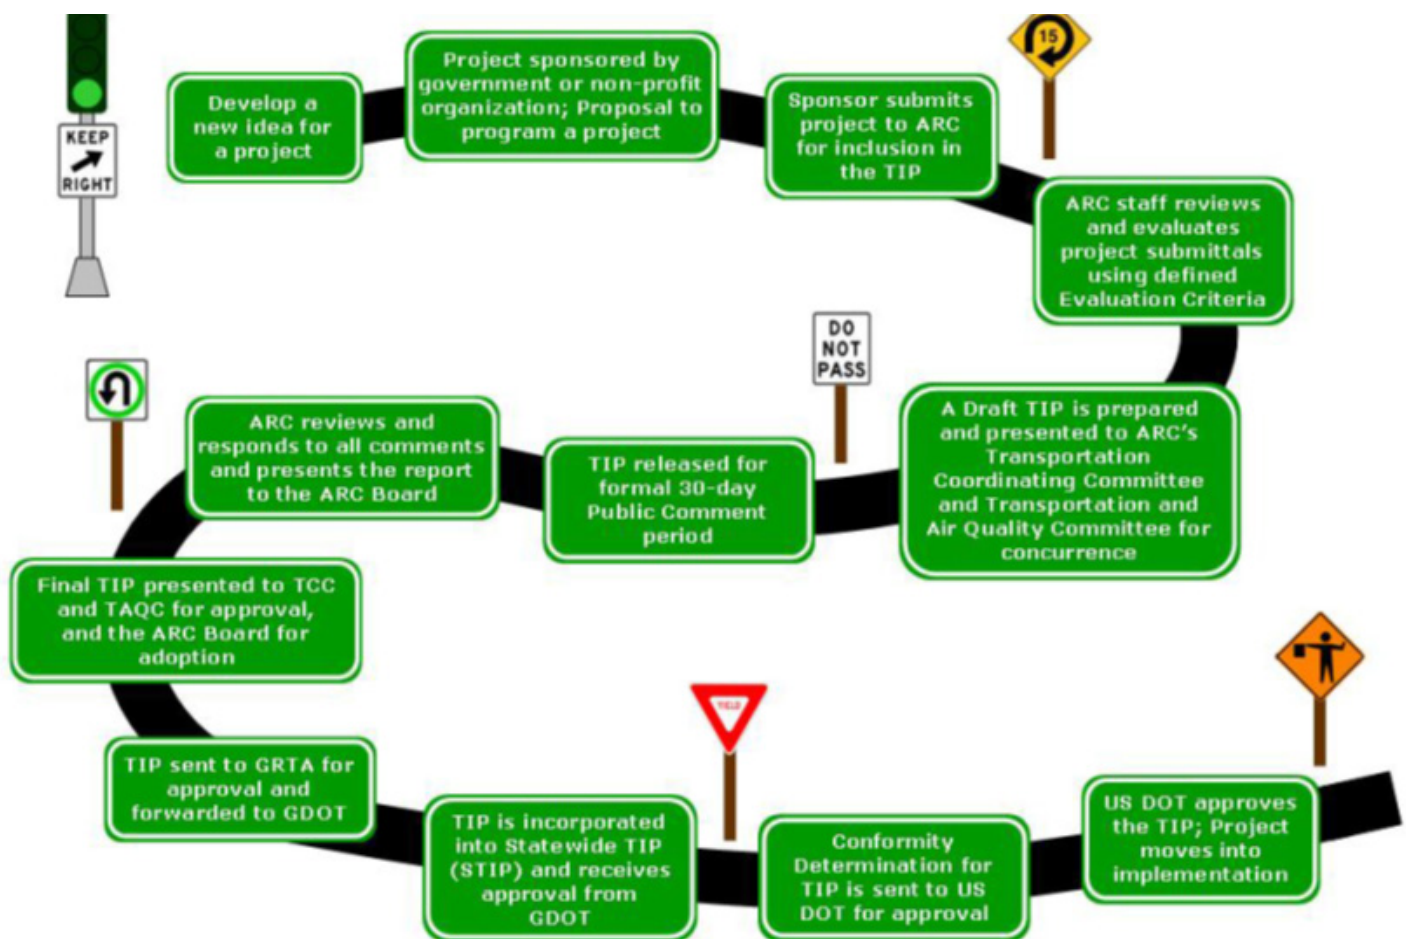 KEEP
RIGHT
Develop a
new idea for
a project
Project sponsored by
government or non-profit
organization; Proposal to
program a project
Sponsor submits
project to ARC
for inclusion in
the TIP
15
ARC staff reviews
and evaluates
project submittals
using defined
Evaluation Criteria
A Draft TIP is prepared
and presented to ARC's
Transportation
Coordinating Committee
and Transportation and
Air Quality Committee for
concurrence
DO
NOT
PASS
TIP released for
formal 30-day
Public Comment
period
ARC reviews and
responds to all comments
and presents the report
to the ARC Board
Final TIP presented to TCC
and TAQC for approval,
and the ARC Board for
adoption
TIP sent to GRTA for
approval and
forwarded to GDOT
TIP is incorporated
into Statewide TIP
(STIP) and receives
approval from
GDOT
YIELD
Conformity
Determination for
TIP is sent to US
DOT for approval
US DOT approves
the TIP; Project
moves into
implementation